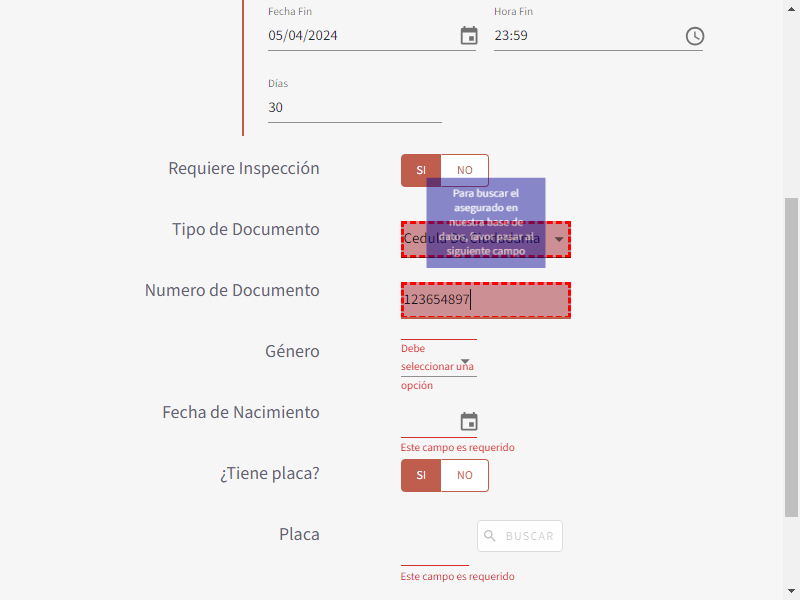 Fecha Fin Hora Fin
05/04/2024 23:59
Días
30
Requiere Inspección SI NO
Para buscar el
asegurado en
nuestra base de
datos, favor pasar al
siguiente campo
Tipo de Documento Cedula De Ciudadania
Numero de Documento 123654897
Género
Debe
seleccionar una
opción
Fecha de Nacimiento
Este campo es requerido
¿Tiene placa? SI NO
Placa BUSCAR
Este campo es requerido